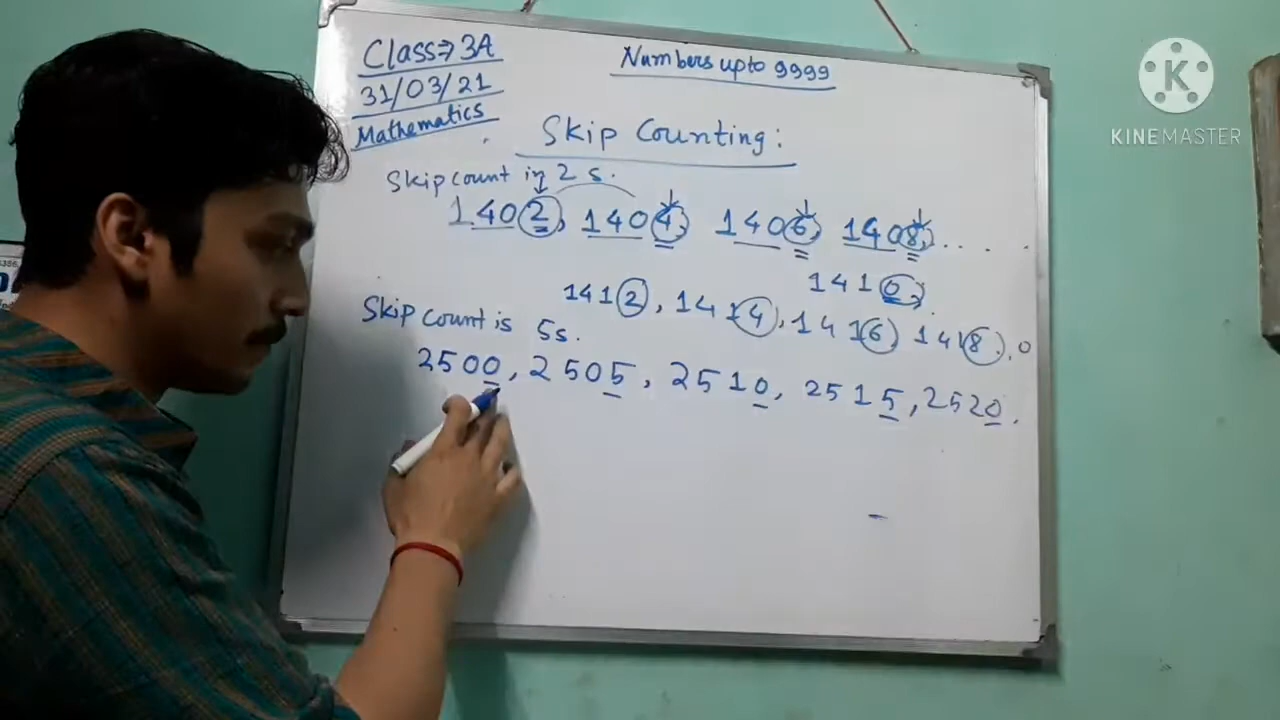 Class⇒3A
31/03/21
Mathematics
Numbers upto 9999
Skip Counting:
Skip count in 2 s.
1402, 1404, 1406, 1408, ....
1410,
1412, 1414, 1416 1418, 0
Skip count is 5s.
2500, 2505, 2510, 2515, 2520.
K
KINEMASTER